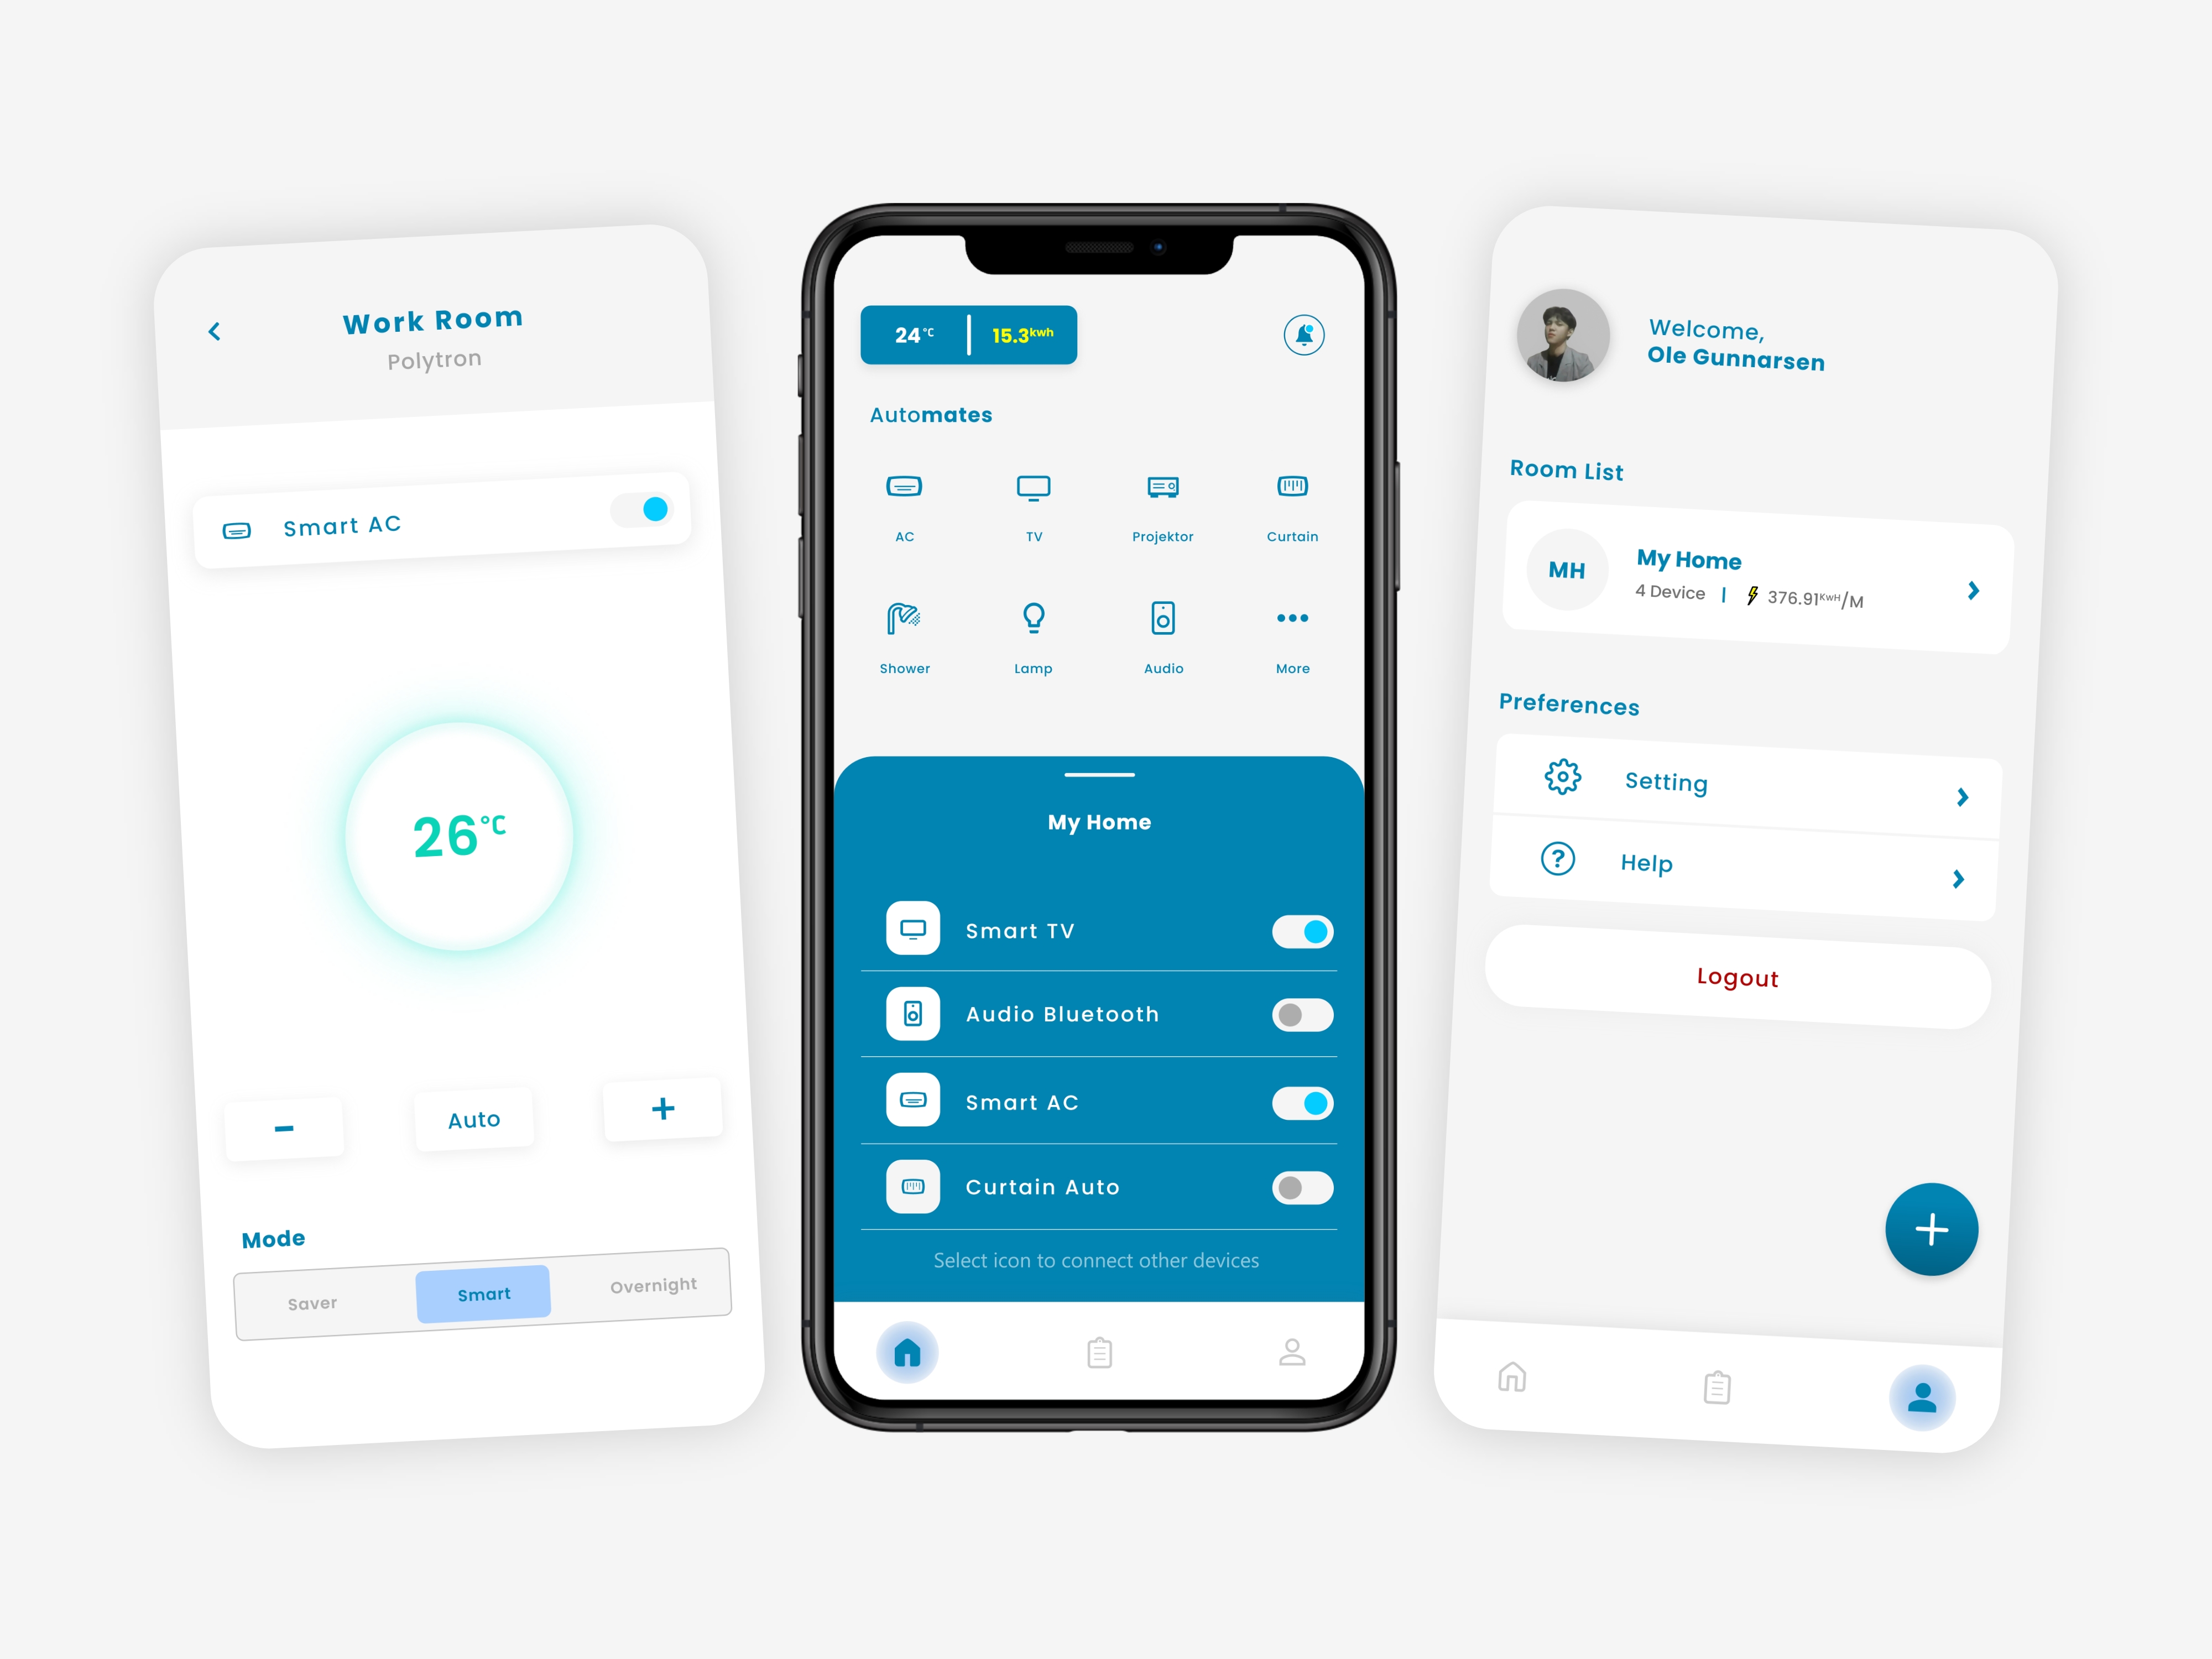 Work Room
Polytron
Smart AC
26°C
- Auto +
Mode
Saver Smart Overnight
24°C | 15.3kwh
Automates
AC TV Projektor Curtain
Shower Lamp Audio More
My Home
Smart TV
Audio Bluetooth
Smart AC
Curtain Auto
Select icon to connect other devices
Welcome,
Ole Gunnarsen
Room List
MH
My Home
4 Device | 376.91KWH/M
Preferences
Setting
? Help
Logout
+